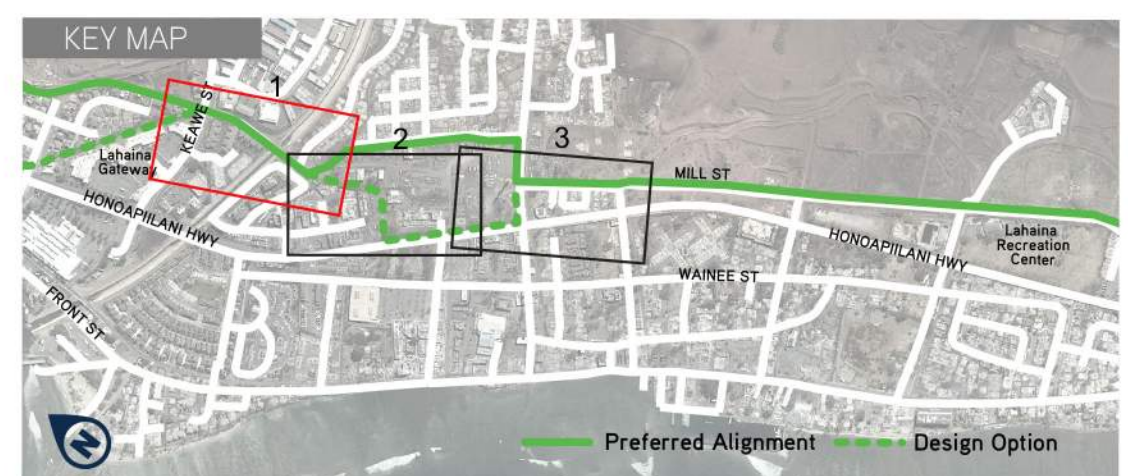 KEY MAP
1
KEAWE ST
2
3
Lahaina
Gateway
MILL ST
HONOAPIILANI HWY
HONOAPIILANI HWY
Lahaina
Recreation
Center
WAINEE ST
FRONT ST
N
Preferred Alignment
Design Option